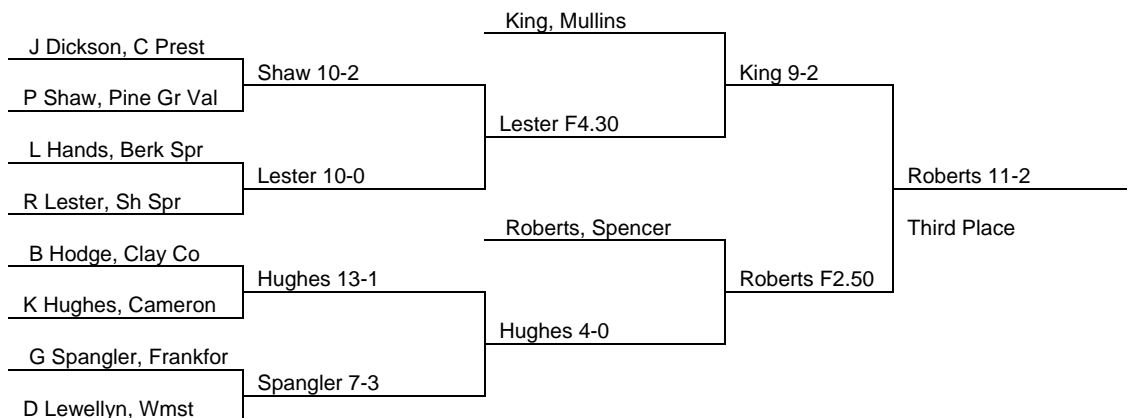 King, Mullins
J Dickson, C Prest
Shaw 10-2
King 9-2
P Shaw, Pine Gr Val
Lester F4.30
L Hands, Berk Spr
Lester 10-0
Roberts 11-2
R Lester, Sh Spr
Roberts, Spencer
Third Place
B Hodge, Clay Co
Hughes 13-1
Roberts F2.50
K Hughes, Cameron
Hughes 4-0
G Spangler, Frankfor
Spangler 7-3
D Lewellyn, Wmst